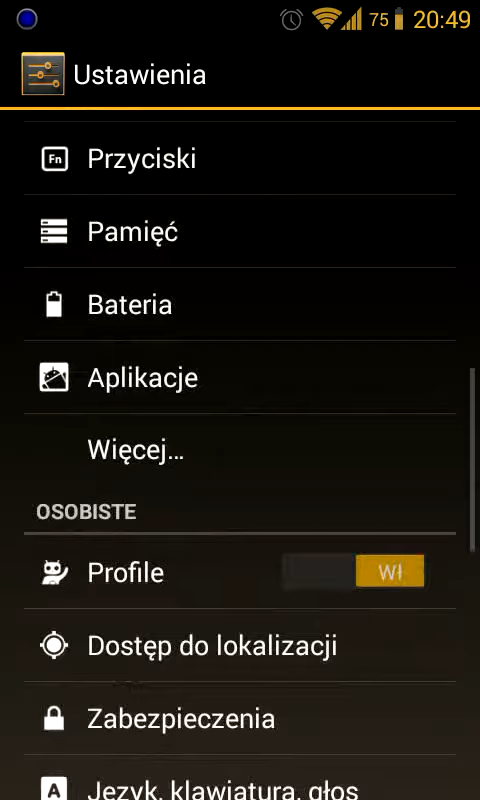 75 20:49
Ustawienia
Fn Przyciski
Pamięć
Bateria
Aplikacje
Więcej...
OSOBISTE
Profile WŁ
Dostęp do lokalizacji
Zabezpieczenia
A Język, klawiatura, głos